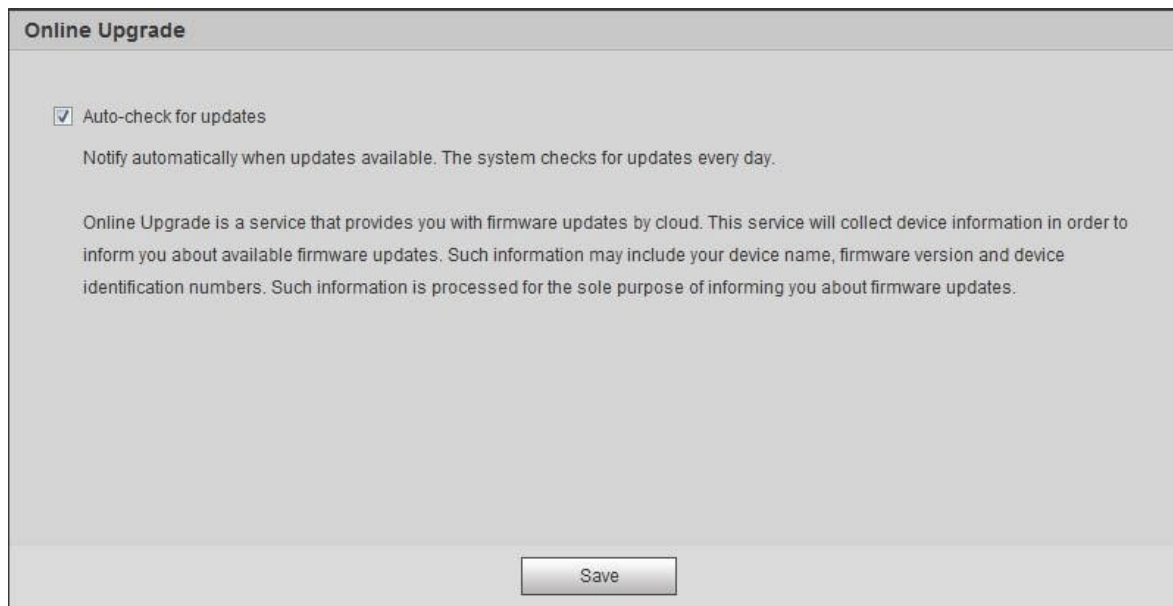 Online Upgrade
Auto-check for updates
Notify automatically when updates available. The system checks for updates every day.
Online Upgrade is a service that provides you with firmware updates by cloud. This service will collect device information in order to
inform you about available firmware updates. Such information may include your device name, firmware version and device
identification numbers. Such information is processed for the sole purpose of informing you about firmware updates.
Save